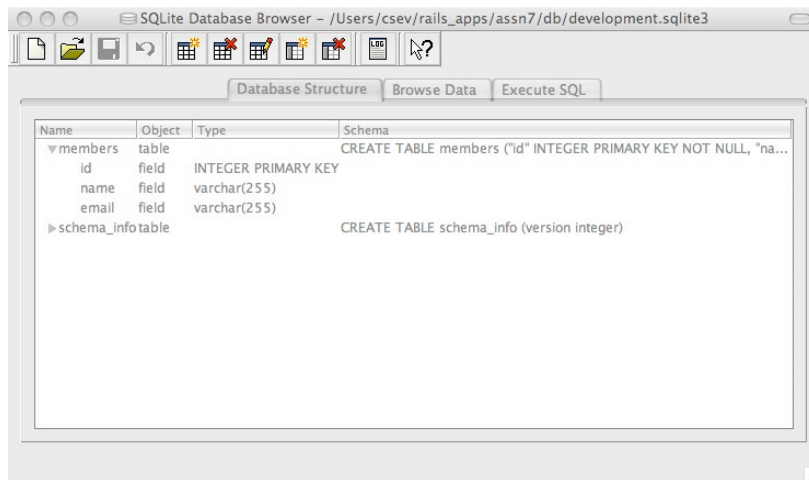 SQLite Database Browser – /Users/csev/rails_apps/assn7/db/development.sqlite3
LOG
Database Structure Browse Data Execute SQL
Name Object Type Schema
members table CREATE TABLE members ("id" INTEGER PRIMARY KEY NOT NULL, "na...
id field INTEGER PRIMARY KEY
name field varchar(255)
email field varchar(255)
schema_info table CREATE TABLE schema_info (version integer)